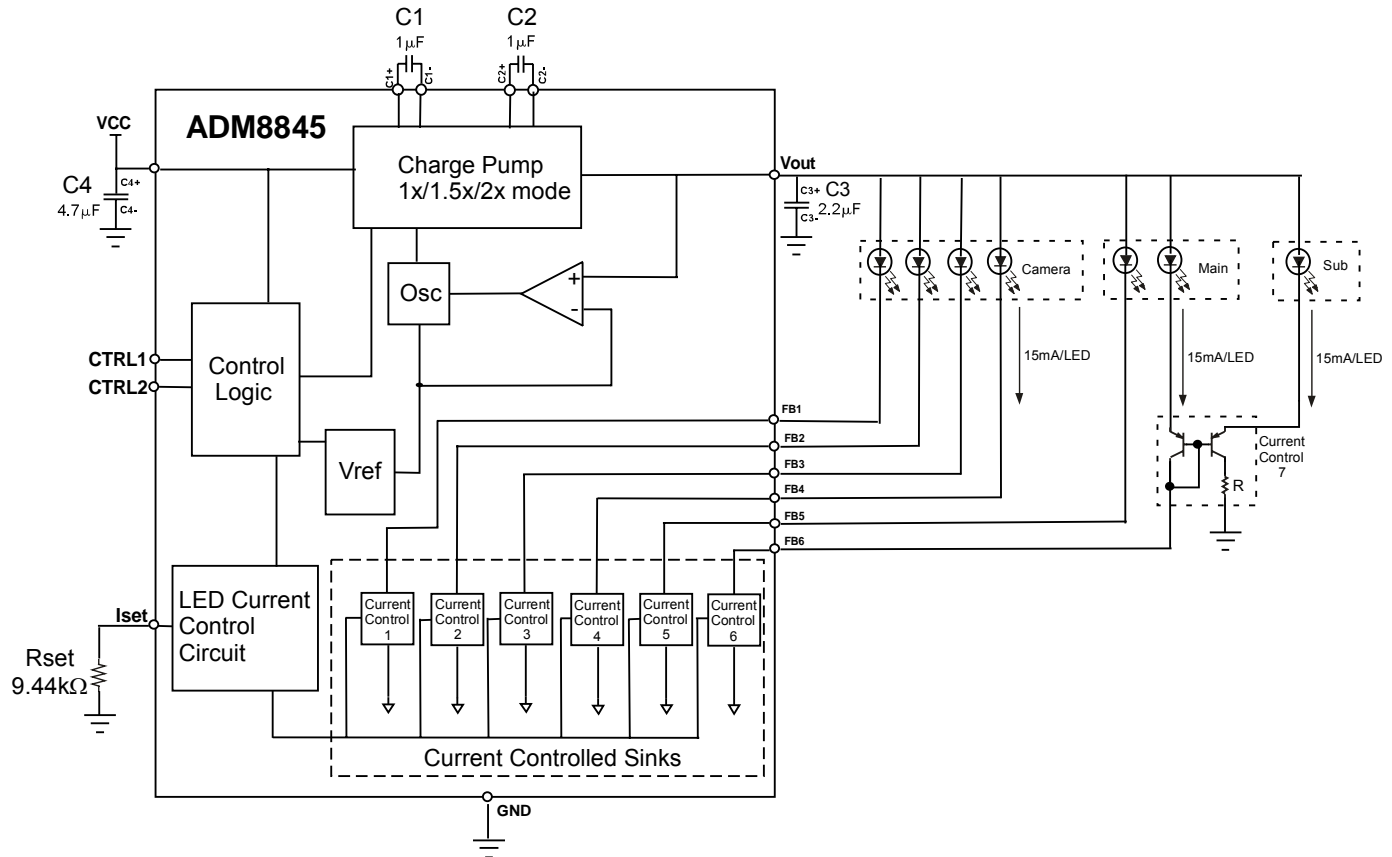 C1
1µF
C2
1µF
C1+
C1-
C2+
C2-
ADM8845
VCC
Charge Pump
1x/1.5x/2x mode
Vout
C4
C4+
C4-
4.7µF
C3+
C3
C3-
2.2µF
Osc
+
-
Camera
Main
Sub
CTRL1
CTRL2
Control
Logic
15mA/LED
15mA/LED
15mA/LED
Vref
FB1
FB2
FB3
FB4
FB5
FB6
Current
Control
7
R
Iset
LED Current
Control
Circuit
Rset
9.44kΩ
Current
Control
1
Current
Control
2
Current
Control
3
Current
Control
4
Current
Control
5
Current
Control
6
Current Controlled Sinks
GND